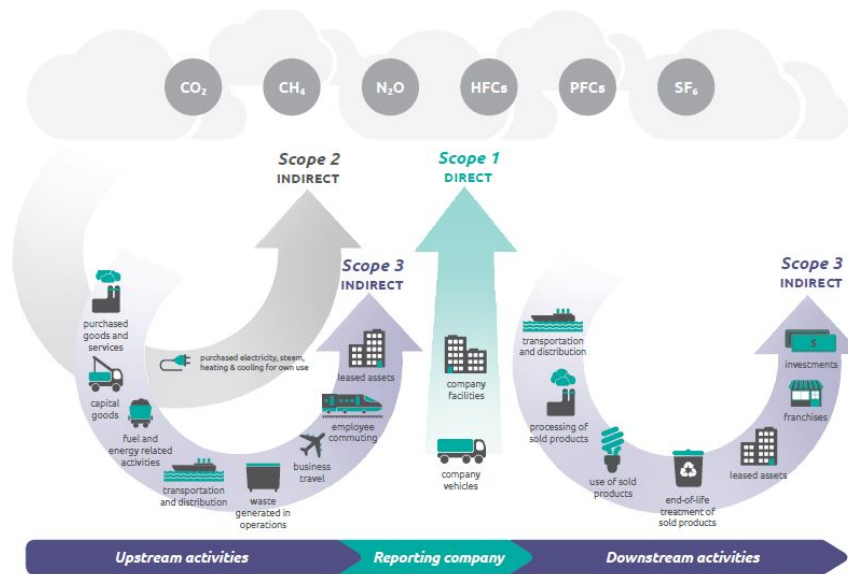 CO₂
CH₄
N₂O
HFCs
PFCs
SF₆
Scope 2
INDIRECT
Scope 1
DIRECT
Scope 3
INDIRECT
Scope 3
INDIRECT
purchased
goods and
services
capital
goods
fuel and
energy related
activities
purchased electricity, steam,
heating & cooling for own use
transportation
and distribution
waste
generated in
operations
business
travel
employee
commuting
leased assets
company
facilities
company
vehicles
transportation
and distribution
processing of
sold products
use of sold
products
end-of-life
treatment of
sold products
leased assets
franchises
investments
$
Upstream activities
Reporting company
Downstream activities